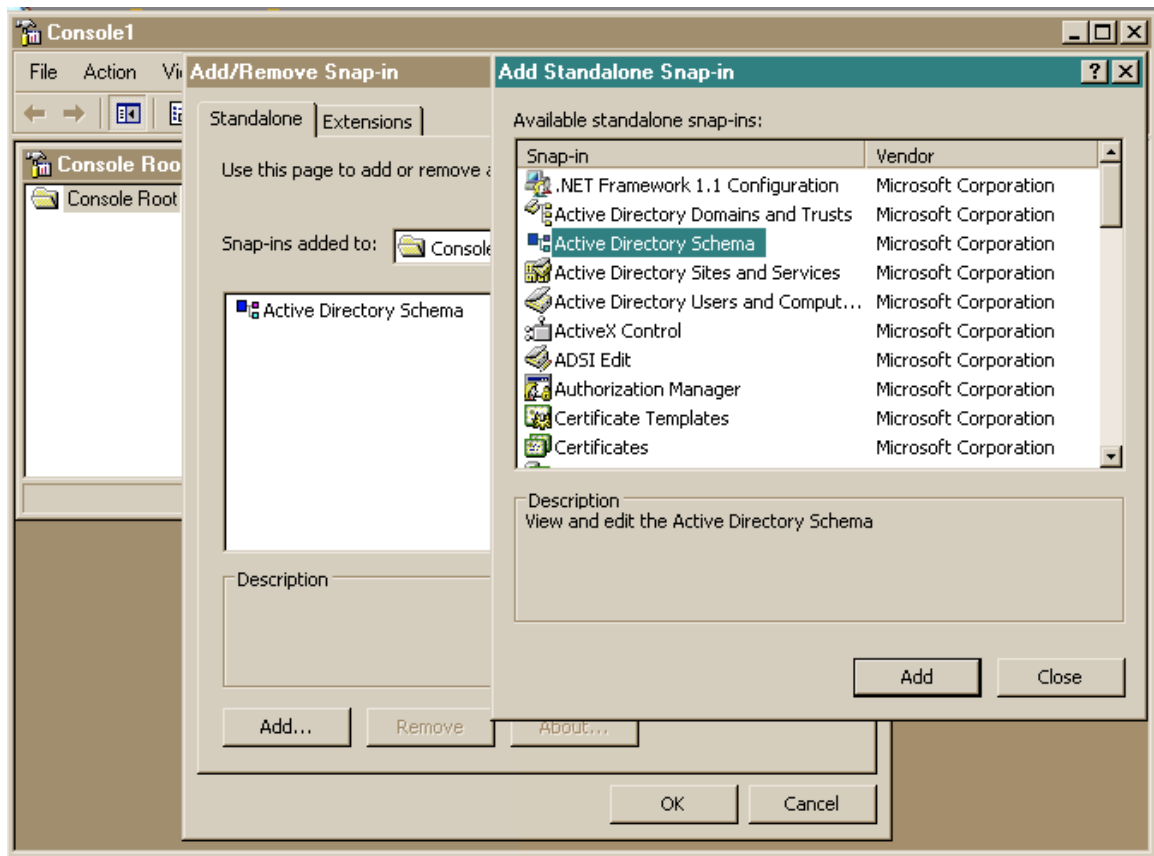 Console1
File Action Vi
Add/Remove Snap-in
Standalone Extensions
Use this page to add or remove a
Snap-ins added to: Console
Active Directory Schema
Description
Add... Remove About...
OK Cancel
Console Roo
Console Root
Add Standalone Snap-in
Available standalone snap-ins:
Snap-in Vendor
.NET Framework 1.1 Configuration Microsoft Corporation
Active Directory Domains and Trusts Microsoft Corporation
Active Directory Schema Microsoft Corporation
Active Directory Sites and Services Microsoft Corporation
Active Directory Users and Comput... Microsoft Corporation
ActiveX Control Microsoft Corporation
ADSI Edit Microsoft Corporation
Authorization Manager Microsoft Corporation
Certificate Templates Microsoft Corporation
Certificates Microsoft Corporation
Description
View and edit the Active Directory Schema
Add Close